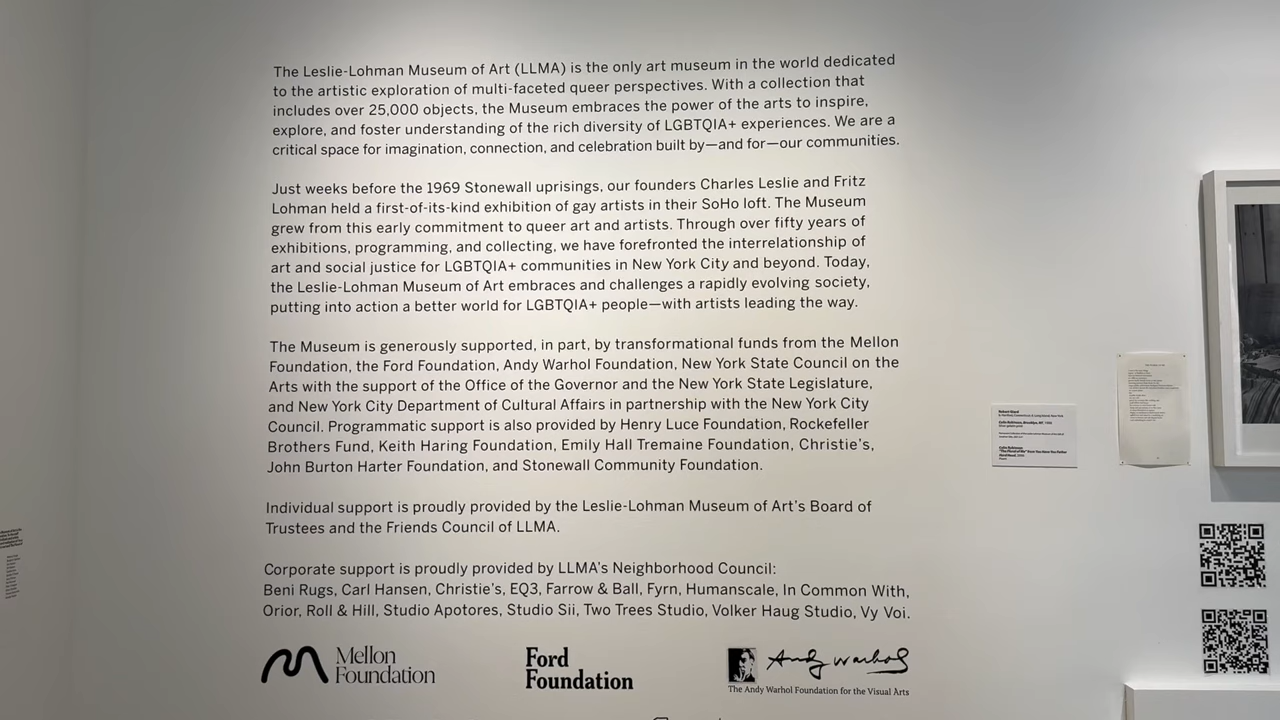 The Leslie-Lohman Museum of Art (LLMA) is the only art museum in the world dedicated
to the artistic exploration of multi-faceted queer perspectives. With a collection that
includes over 25,000 objects, the Museum embraces the power of the arts to inspire,
explore, and foster understanding of the rich diversity of LGBTQIA+ experiences. We are a
critical space for imagination, connection, and celebration built by—and for—our communities.
Just weeks before the 1969 Stonewall uprisings, our founders Charles Leslie and Fritz
Lohman held a first-of-its-kind exhibition of gay artists in their SoHo loft. The Museum
grew from this early commitment to queer art and artists. Through over fifty years of
exhibitions, programming, and collecting, we have forefronted the interrelationship of
art and social justice for LGBTQIA+ communities in New York City and beyond. Today,
the Leslie-Lohman Museum of Art embraces and challenges a rapidly evolving society,
putting into action a better world for LGBTQIA+ people—with artists leading the way.
The Museum is generously supported, in part, by transformational funds from the Mellon
Foundation, the Ford Foundation, Andy Warhol Foundation, New York State Council on the
Arts with the support of the Office of the Governor and the New York State Legislature,
and New York City Department of Cultural Affairs in partnership with the New York City
Council. Programmatic support is also provided by Henry Luce Foundation, Rockefeller
Brothers Fund, Keith Haring Foundation, Emily Hall Tremaine Foundation, Christie's,
John Burton Harter Foundation, and Stonewall Community Foundation.
Individual support is proudly provided by the Leslie-Lohman Museum of Art's Board of
Trustees and the Friends Council of LLMA.
Corporate support is proudly provided by LLMA's Neighborhood Council:
Beni Rugs, Carl Hansen, Christie's, EQ3, Farrow & Ball, Fyrn, Humanscale, In Common With,
Orior, Roll & Hill, Studio Apotores, Studio Sii, Two Trees Studio, Volker Haug Studio, Vy Voi.
Mellon
Foundation
Ford
Foundation
Andy Warhol
The Andy Warhol Foundation for the Visual Arts